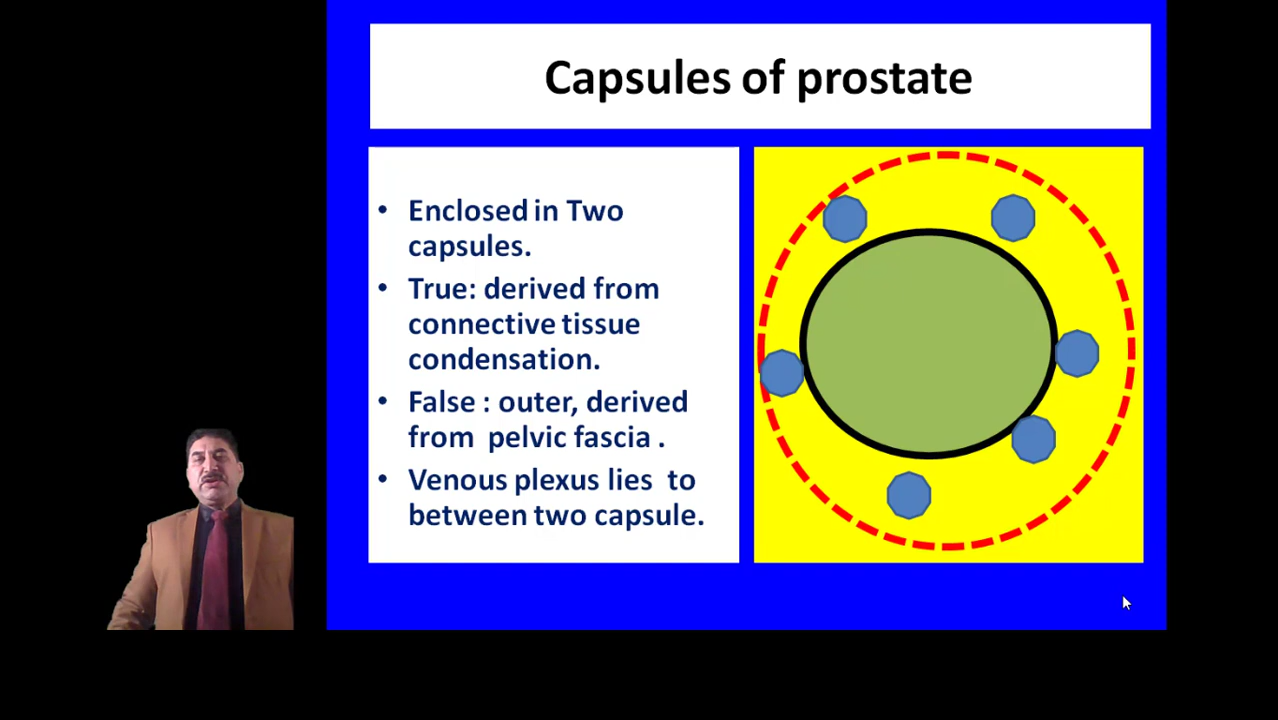 Capsules of prostate
• Enclosed in Two
capsules.
• True: derived from
connective tissue
condensation.
• False : outer, derived
from pelvic fascia .
• Venous plexus lies to
between two capsule.